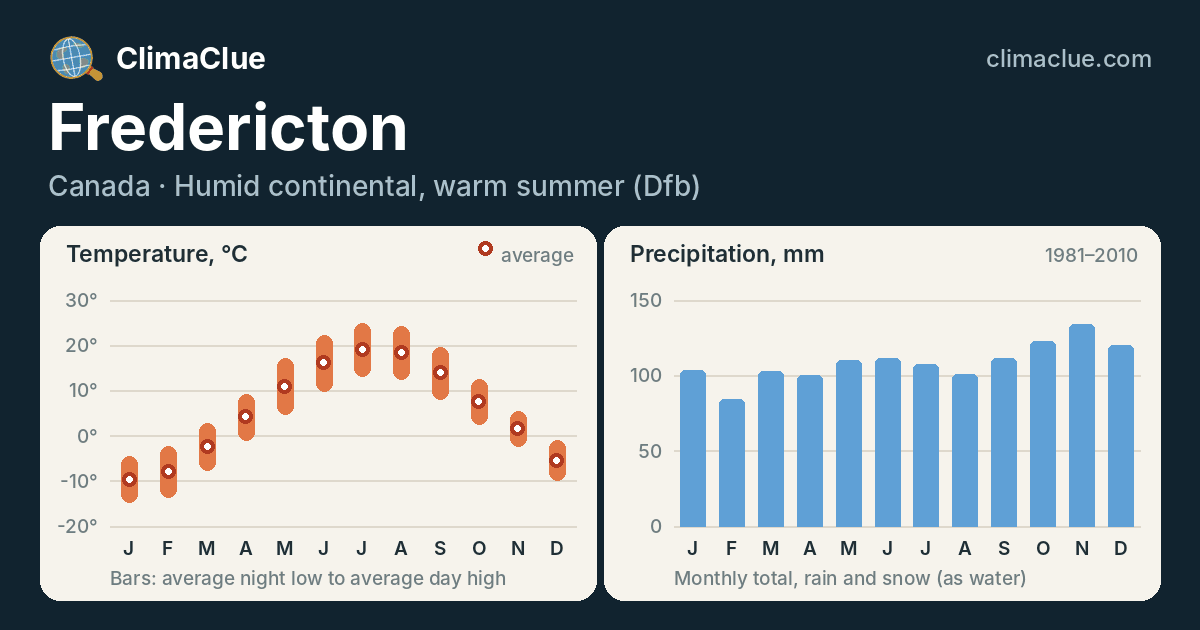 ClimaClue
climaclue.com
Fredericton
Canada · Humid continental, warm summer (Dfb)
Temperature, °C
average
30°
20°
10°
0°
-10°
-20°
J F M A M J J A S O N D
Bars: average night low to average day high
Precipitation, mm
1981–2010
150
100
50
0
J F M A M J J A S O N D
Monthly total, rain and snow (as water)